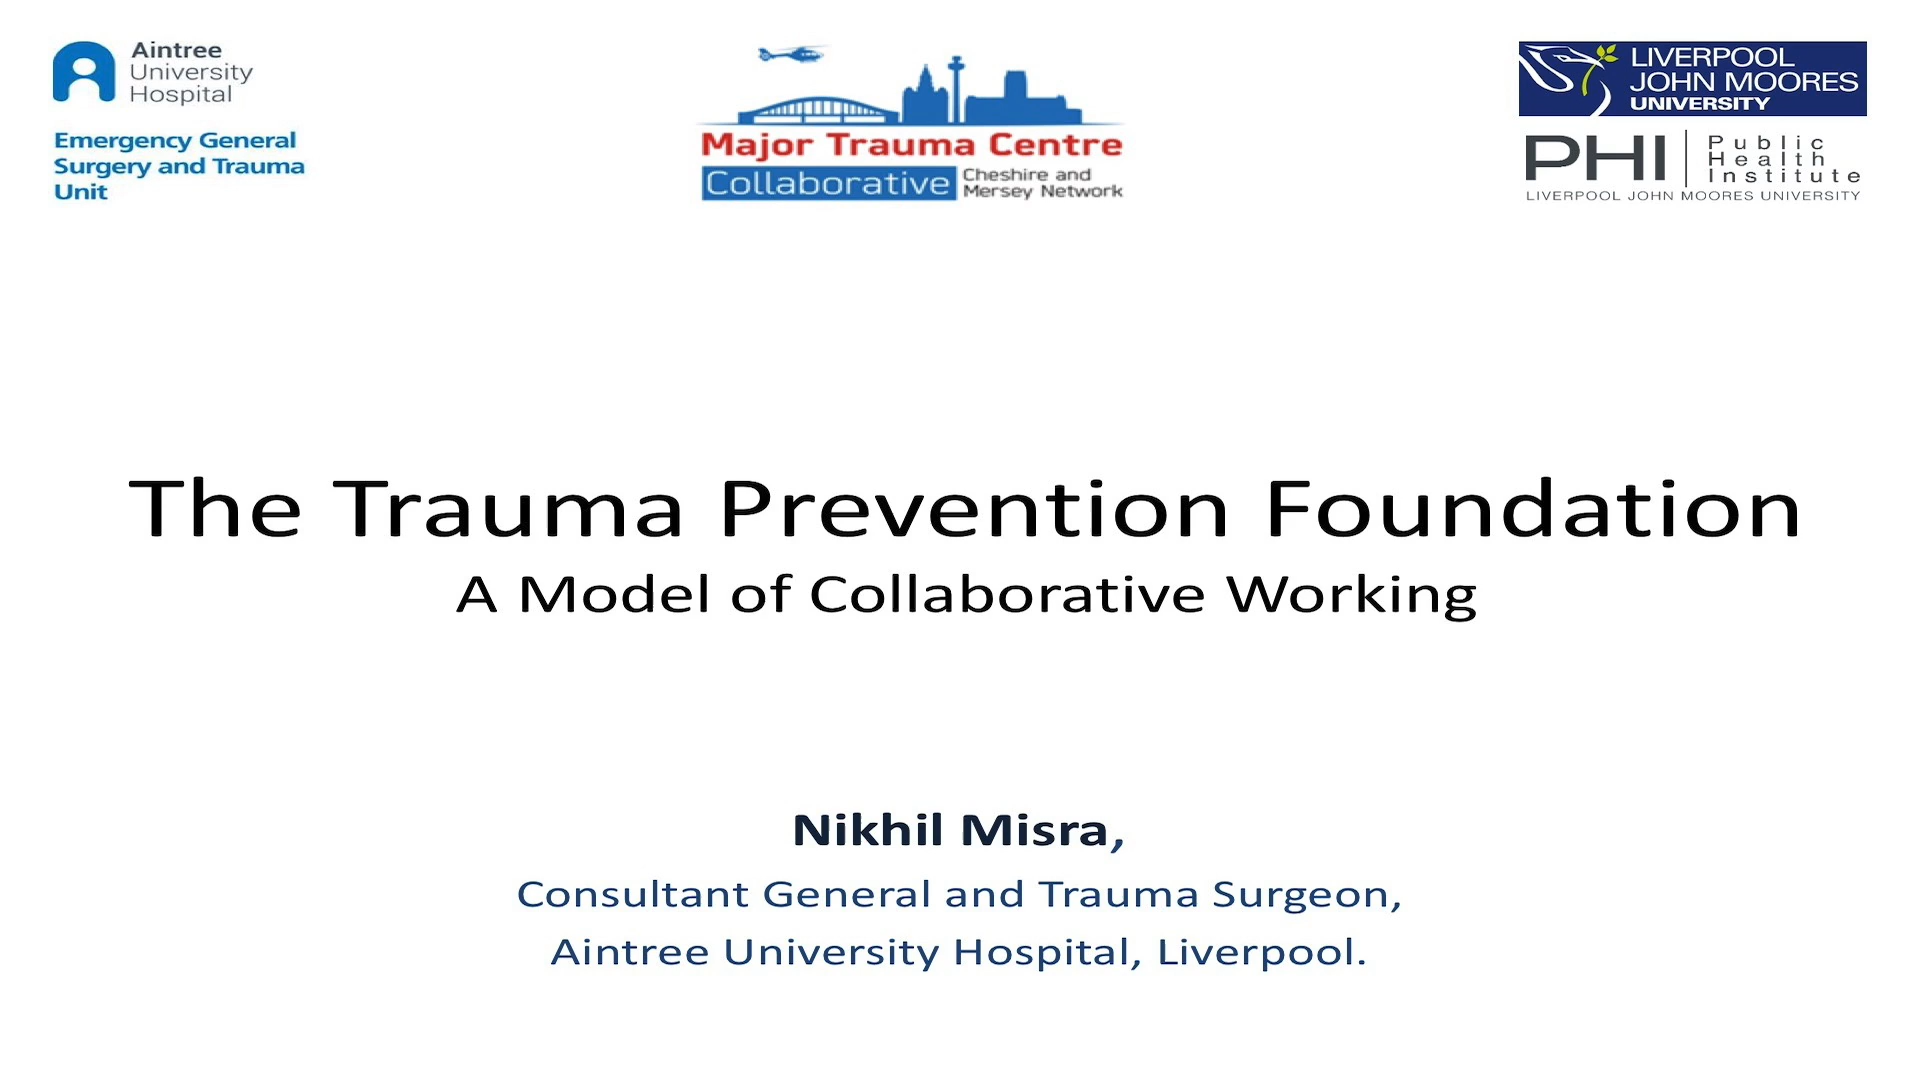 Aintree
University
Hospital
Emergency General
Surgery and Trauma
Unit
Major Trauma Centre
Collaborative
Cheshire and
Mersey Network
LIVERPOOL
JOHN MOORES
UNIVERSITY
PHI
Public
Health
Institute
LIVERPOOL JOHN MOORES UNIVERSITY
The Trauma Prevention Foundation
A Model of Collaborative Working
Nikhil Misra,
Consultant General and Trauma Surgeon,
Aintree University Hospital, Liverpool.